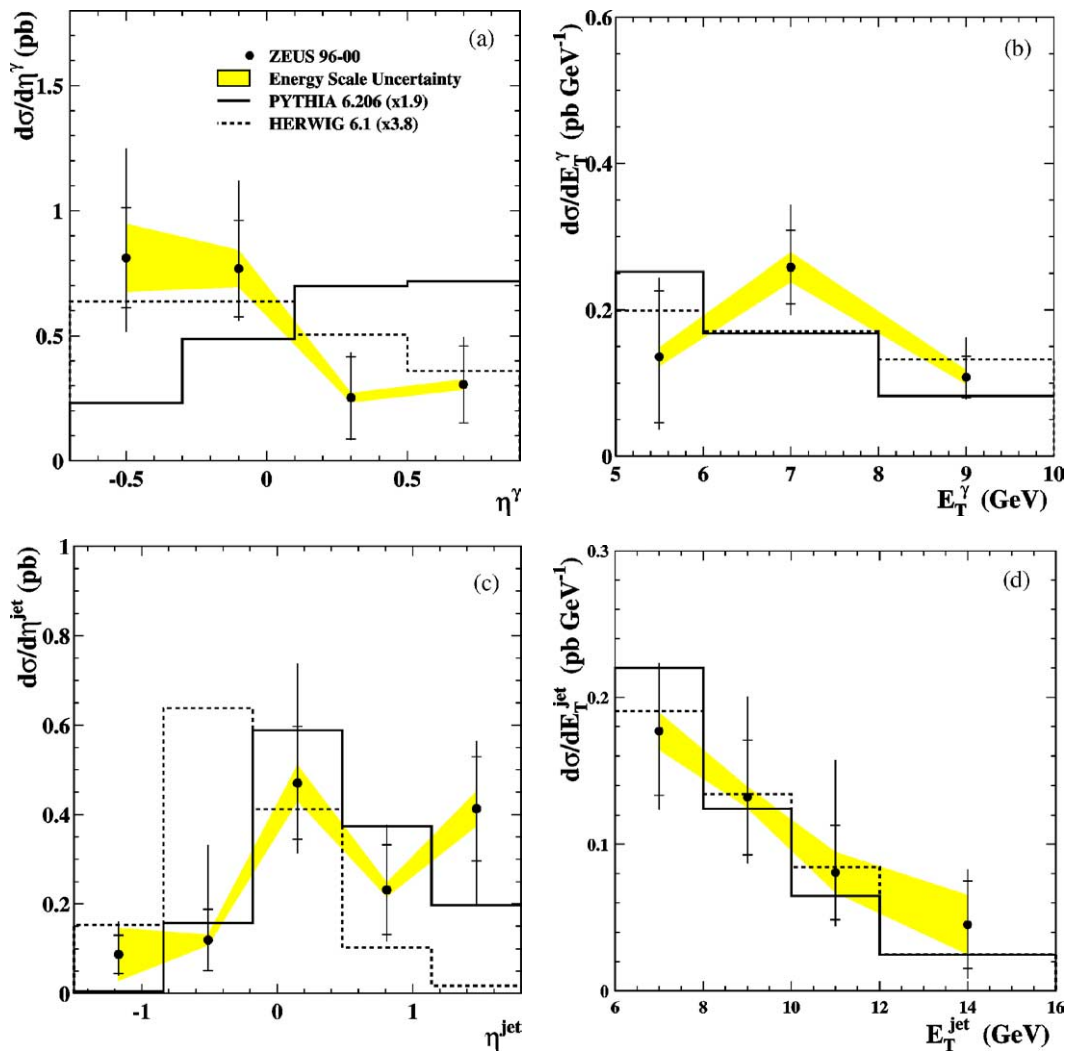 (a)
dσ/dη^γ (pb)
ZEUS 96-00
Energy Scale Uncertainty
PYTHIA 6.206 (x1.9)
HERWIG 6.1 (x3.8)
1.5
1
0.5
0
-0.5 0 0.5
η^γ
(b)
dσ/dE_T^γ (pb GeV^-1)
0.6
0.4
0.2
0
5 6 7 8 9 10
E_T^γ (GeV)
(c)
dσ/dη^jet (pb)
1
0.8
0.6
0.4
0.2
0
-1 0 1
η^jet
(d)
dσ/dE_T^jet (pb GeV^-1)
0.3
0.2
0.1
0
6 8 10 12 14 16
E_T^jet (GeV)